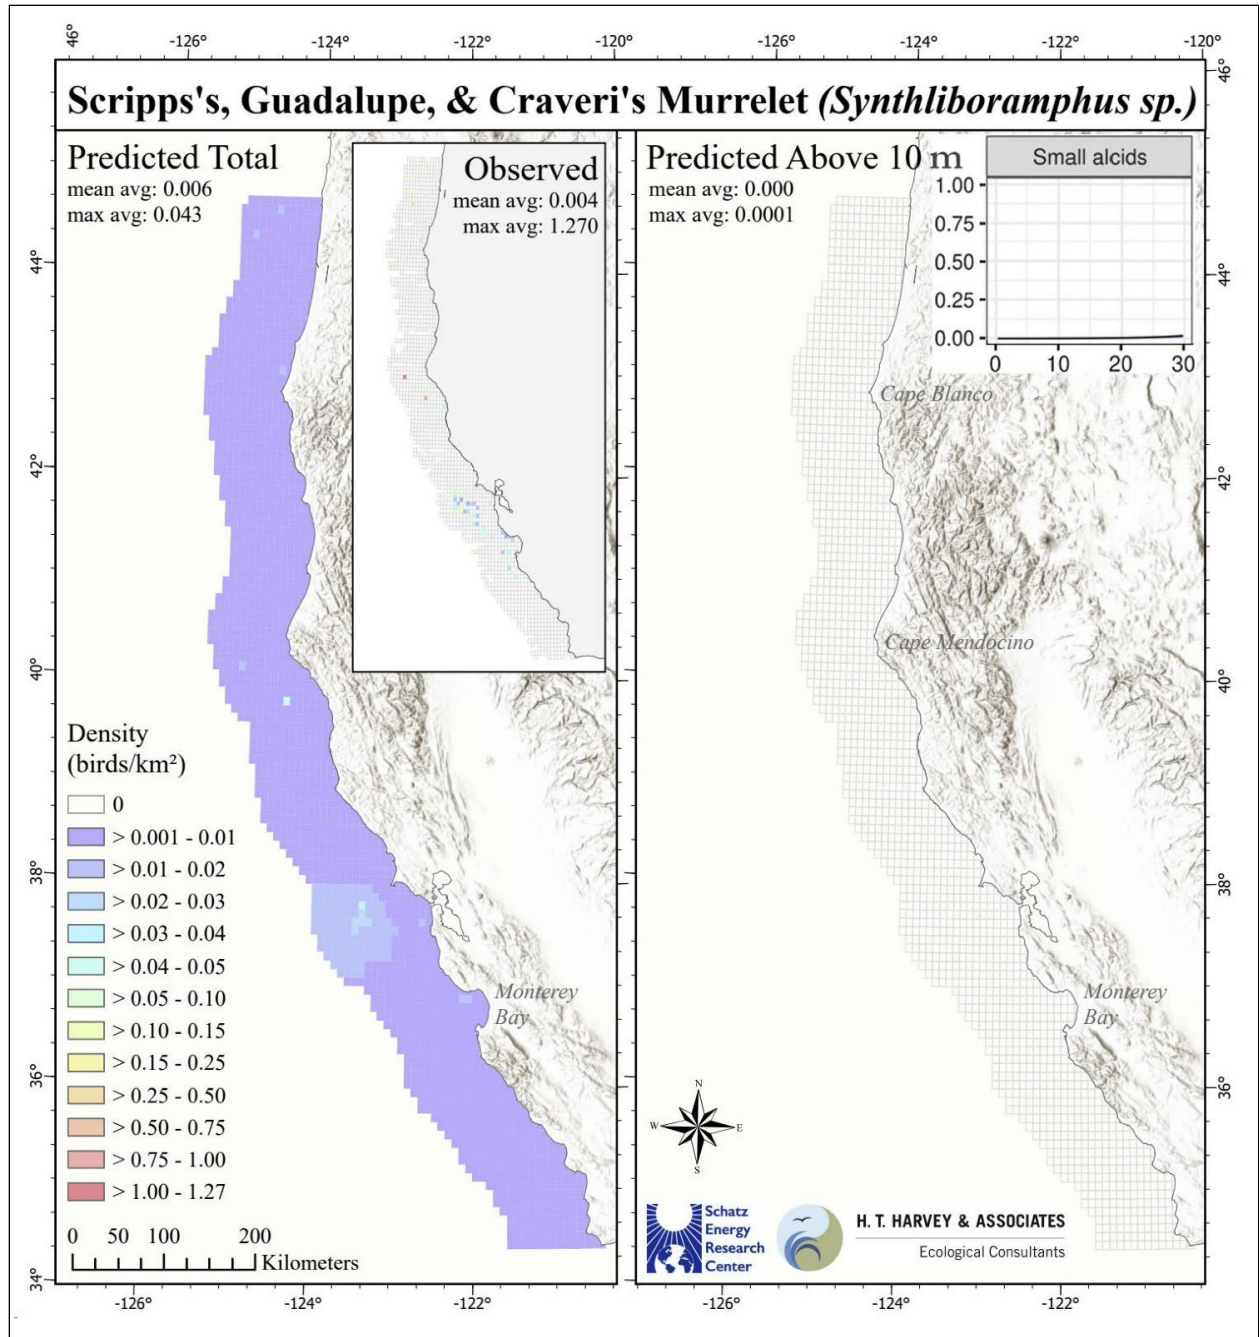 46°
-126°
-124°
-122°
-120°
-126°
-124°
-122°
-120°
46°
Scripps's, Guadalupe, & Craveri's Murrelet (Synthliboramphus sp.)
Predicted Total
mean avg: 0.006
max avg: 0.043
Observed
mean avg: 0.004
max avg: 1.270
Predicted Above 10 m
mean avg: 0.000
max avg: 0.0001
Small alcids
1.00
0.75
0.50
0.25
0.00
0
10
20
30
44°
42°
40°
38°
36°
34°
44°
42°
40°
38°
36°
Cape Blanco
Cape Mendocino
Monterey
Bay
Monterey
Bay
Density
(birds/km²)
0
> 0.001 - 0.01
> 0.01 - 0.02
> 0.02 - 0.03
> 0.03 - 0.04
> 0.04 - 0.05
> 0.05 - 0.10
> 0.10 - 0.15
> 0.15 - 0.25
> 0.25 - 0.50
> 0.50 - 0.75
> 0.75 - 1.00
> 1.00 - 1.27
0 50 100 200
Kilometers
N
W
E
S
Schatz
Energy
Research
Center
H. T. HARVEY & ASSOCIATES
Ecological Consultants
-126°
-124°
-122°
-126°
-124°
-122°